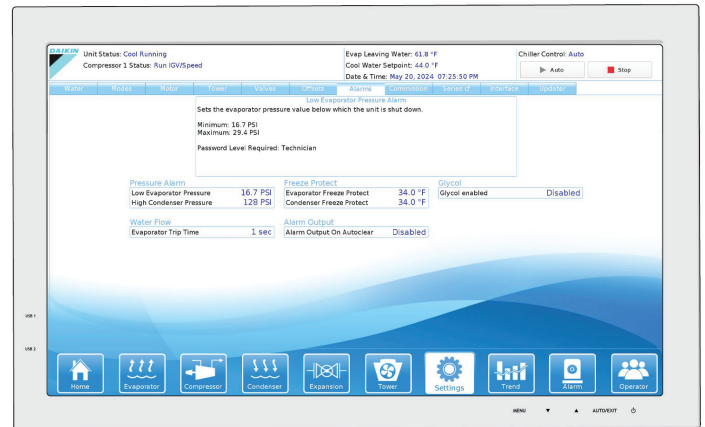 DAIKIN
Unit Status: Cool Running
Compressor 1 Status: Run IGV/Speed
Evap Leaving Water: 61.8 °F
Cool Water Setpoint: 44.0 °F
Date & Time: May 20, 2024 07:25:50 PM
Chiller Control: Auto
Auto
Stop
Water Modes Motor Tower Valves Offsets Alarms Commission Series cf Interface Updater
Low Evaporator Pressure Alarm
Sets the evaporator pressure value below which the unit is shut down.
Minimum: 16.7 PSI
Maximum: 29.4 PSI
Password Level Required: Technician
Pressure Alarm
Low Evaporator Pressure 16.7 PSI
High Condenser Pressure 128 PSI
Freeze Protect
Evaporator Freeze Protect 34.0 °F
Condenser Freeze Protect 34.0 °F
Glycol
Glycol enabled Disabled
Water Flow
Evaporator Trip Time 1 sec
Alarm Output
Alarm Output On Autoclear Disabled
USB 1
USB 2
Home Evaporator Compressor Condenser Expansion Tower Settings Trend Alarm Operator
MENU ▼ ▲ AUTO/EXIT